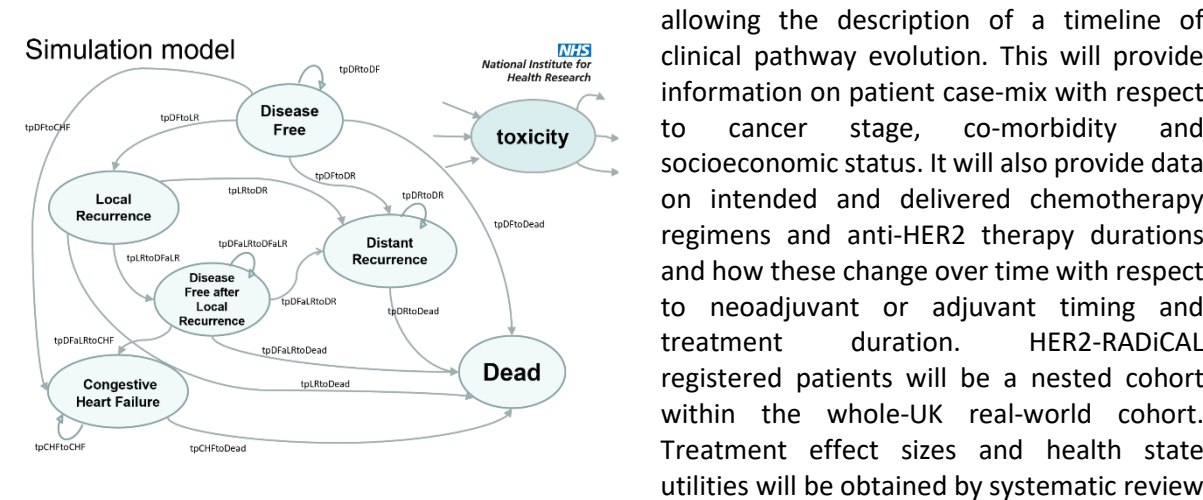 Simulation model
NHS
National Institute for
Health Research
tpDRtoDF
Disease
Free
toxicity
tpDFtoCHF
tpDFtoLR
tpDFtoDR
Local
Recurrence
tpLRtoDR
tpDRtoDR
tpDFtoDead
Distant
Recurrence
tpDFaLRtoDFaLR
tpLRtoDFaLR
Disease
Free after
Local
Recurrence
tpDFaLRtoDR
tpDRtoDead
tpDFaLRtoCHF
tpDFaLRtoDead
Dead
tpLRtoDead
Congestive
Heart Failure
tpCHFtoCHF
tpCHFtoDead
allowing the description of a timeline of
clinical pathway evolution. This will provide
information on patient case-mix with respect
to cancer stage, co-morbidity and
socioeconomic status. It will also provide data
on intended and delivered chemotherapy
regimens and anti-HER2 therapy durations
and how these change over time with respect
to neoadjuvant or adjuvant timing and
treatment duration. HER2-RADiCAL
registered patients will be a nested cohort
within the whole-UK real-world cohort.
Treatment effect sizes and health state
utilities will be obtained by systematic review